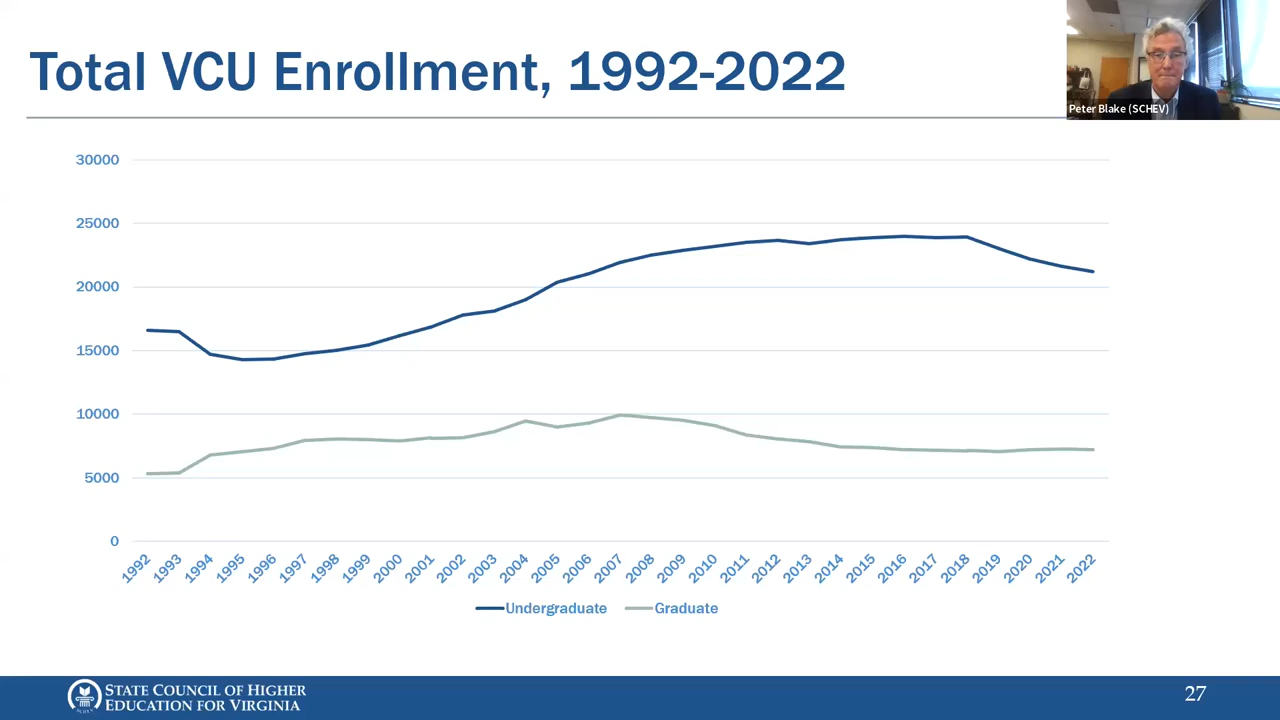 Total VCU Enrollment, 1992-2022
Peter Blake (SCHEV)
30000
25000
20000
15000
10000
5000
0
1992 1993 1994 1995 1996 1997 1998 1999 2000 2001 2002 2003 2004 2005 2006 2007 2008 2009 2010 2011 2012 2013 2014 2015 2016 2017 2018 2019 2020 2021 2022
Undergraduate Graduate
STATE COUNCIL OF HIGHER
EDUCATION FOR VIRGINIA
27